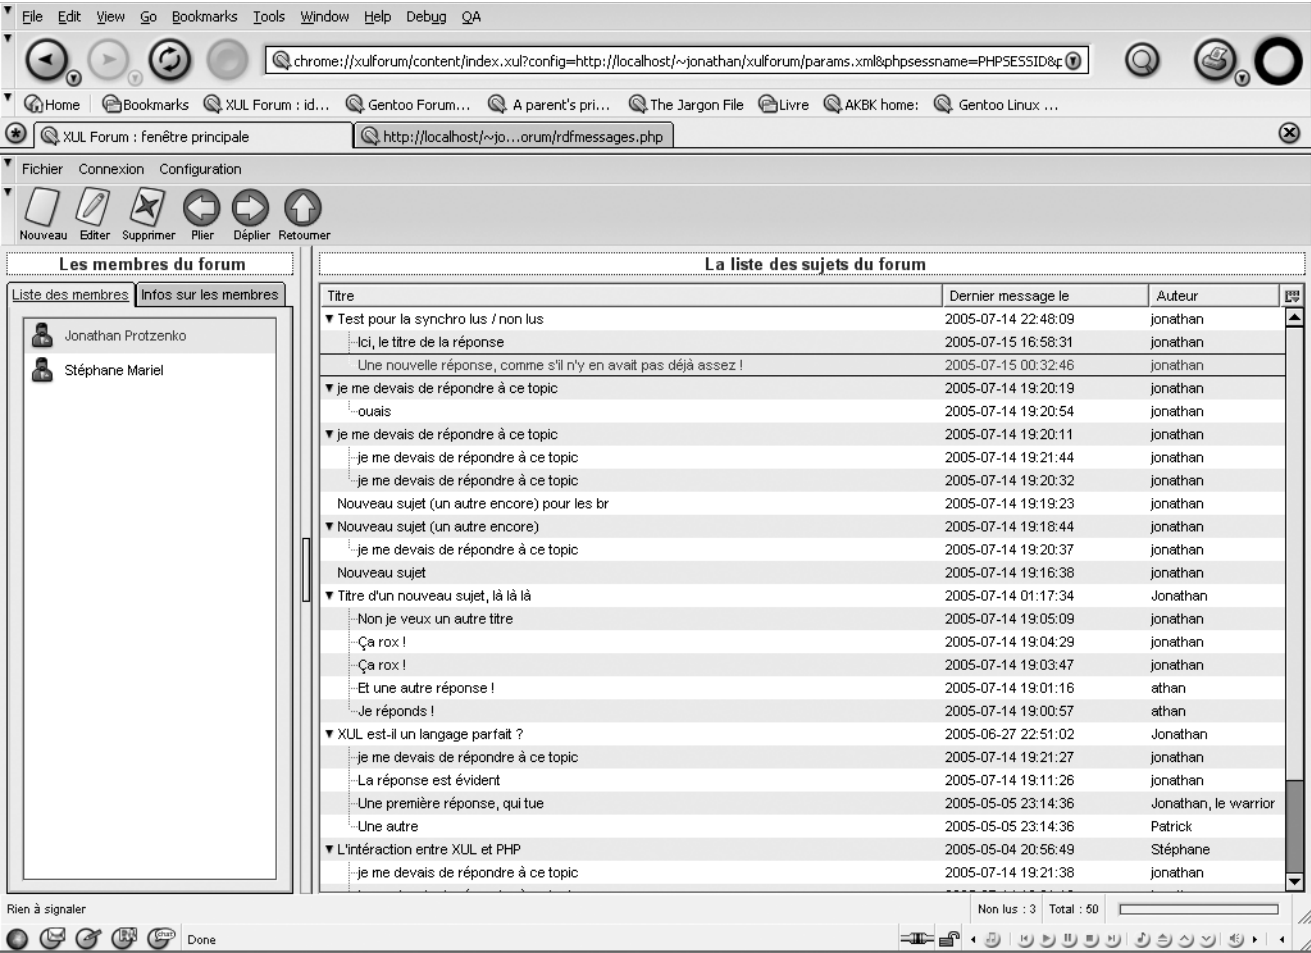 File Edit View Go Bookmarks Tools Window Help Debug QA
chrome://xulforum/content/index.xul?config=http://localhost/~jonathan/xulforum/params.xml&phpsessname=PHPSESSID&p
Home Bookmarks XUL Forum : id... Gentoo Forum... A parent's pri... The Jargon File Livre AKBK home: Gentoo Linux ...
XUL Forum : fenêtre principale http://localhost/~jo...orum/rdfmessages.php
Fichier Connexion Configuration
Nouveau Editer Supprimer Plier Déplier Retourner
Les membres du forum La liste des sujets du forum
Liste des membres Infos sur les membres
Jonathan Protzenko
Stéphane Mariel
Titre Dernier message le Auteur
Test pour la synchro lus / non lus 2005-07-14 22:48:09 jonathan
Ici, le titre de la réponse 2005-07-15 16:58:31 jonathan
Une nouvelle réponse, comme s'il n'y en avait pas déjà assez ! 2005-07-15 00:32:46 jonathan
je me devais de répondre à ce topic 2005-07-14 19:20:19 jonathan
ouais 2005-07-14 19:20:54 jonathan
je me devais de répondre à ce topic 2005-07-14 19:20:11 jonathan
je me devais de répondre à ce topic 2005-07-14 19:21:44 jonathan
je me devais de répondre à ce topic 2005-07-14 19:20:32 jonathan
Nouveau sujet (un autre encore) pour les br 2005-07-14 19:19:23 jonathan
Nouveau sujet (un autre encore) 2005-07-14 19:18:44 jonathan
je me devais de répondre à ce topic 2005-07-14 19:20:37 jonathan
Nouveau sujet 2005-07-14 19:16:38 jonathan
Titre d'un nouveau sujet, là là là 2005-07-14 01:17:34 Jonathan
Non je veux un autre titre 2005-07-14 19:05:09 jonathan
Ça rox ! 2005-07-14 19:04:29 jonathan
Ça rox ! 2005-07-14 19:03:47 jonathan
Et une autre réponse ! 2005-07-14 19:01:16 athan
Je réponds ! 2005-07-14 19:00:57 athan
XUL est-il un langage parfait ? 2005-06-27 22:51:02 Jonathan
je me devais de répondre à ce topic 2005-07-14 19:21:27 jonathan
La réponse est évident 2005-07-14 19:11:26 jonathan
Une première réponse, qui tue 2005-05-05 23:14:36 Jonathan, le warrior
Une autre 2005-05-05 23:14:36 Patrick
L'intéraction entre XUL et PHP 2005-05-04 20:56:49 Stéphane
je me devais de répondre à ce topic 2005-07-14 19:21:38 jonathan
Rien à signaler Non lus : 3 Total : 50
Done